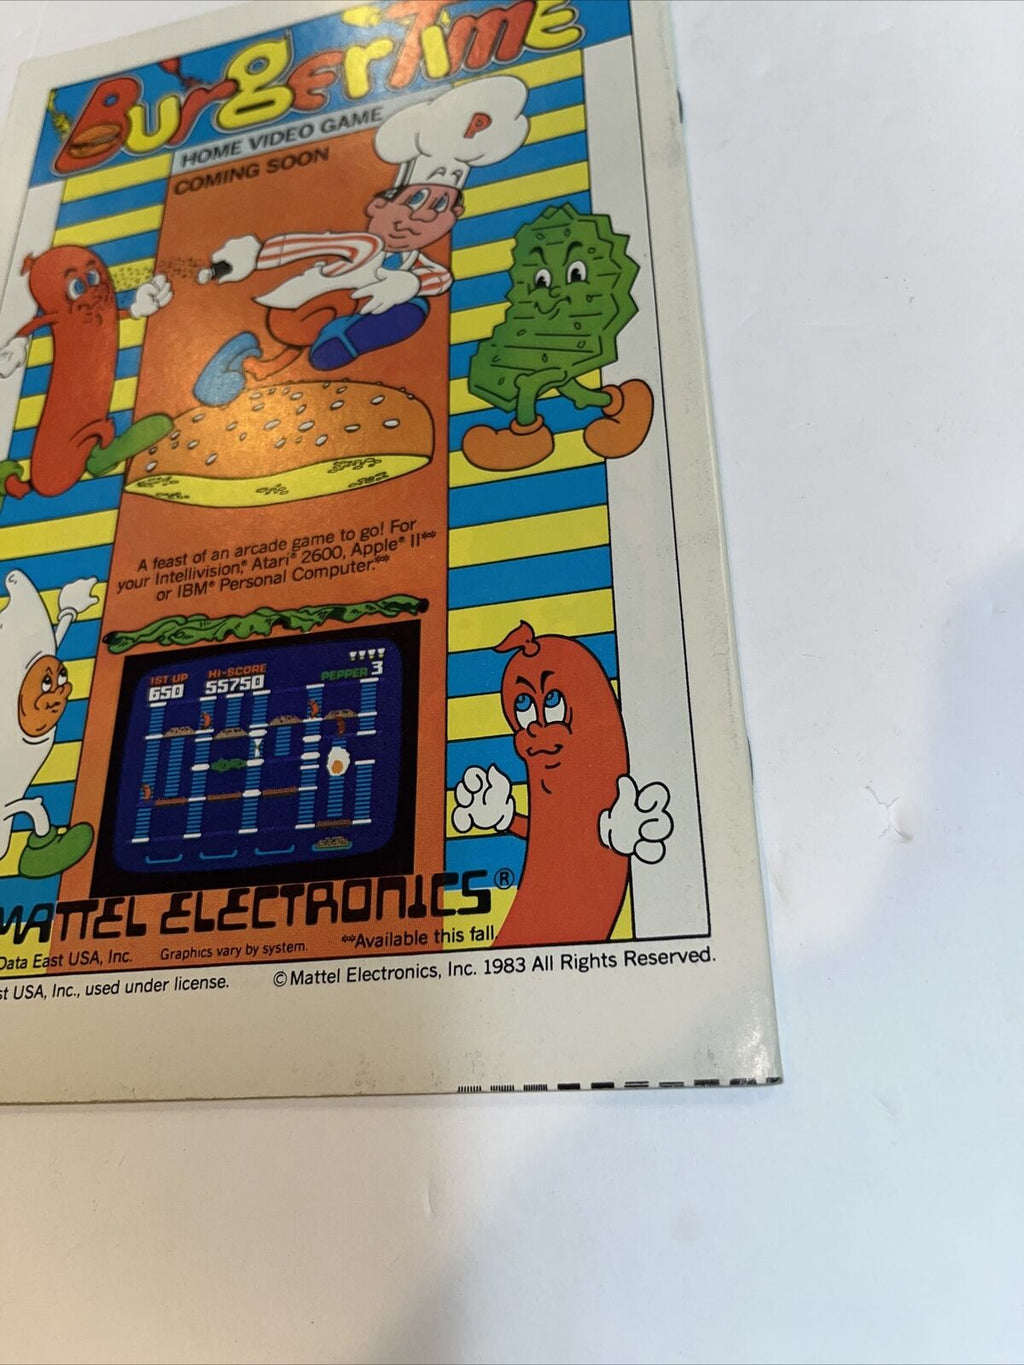 BurgerTime
HOME VIDEO GAME
COMING SOON
P
A feast of an arcade game to go! For
your Intellivision,® Atari® 2600, Apple® II**
or IBM® Personal Computer.**
1ST UP HI-SCORE
650 55750 PEPPER 3
MATTEL ELECTRONICS®
Data East USA, Inc. Graphics vary by system. **Available this fall.
st USA, Inc., used under license. © Mattel Electronics, Inc. 1983 All Rights Reserved.